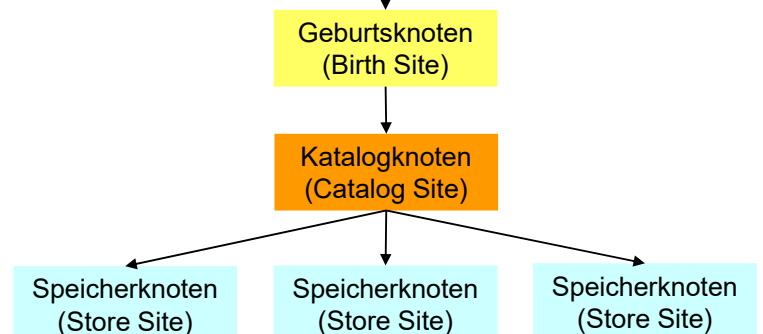 Geburtsknoten
(Birth Site)
Katalogknoten
(Catalog Site)
Speicherknoten
(Store Site)
Speicherknoten
(Store Site)
Speicherknoten
(Store Site)